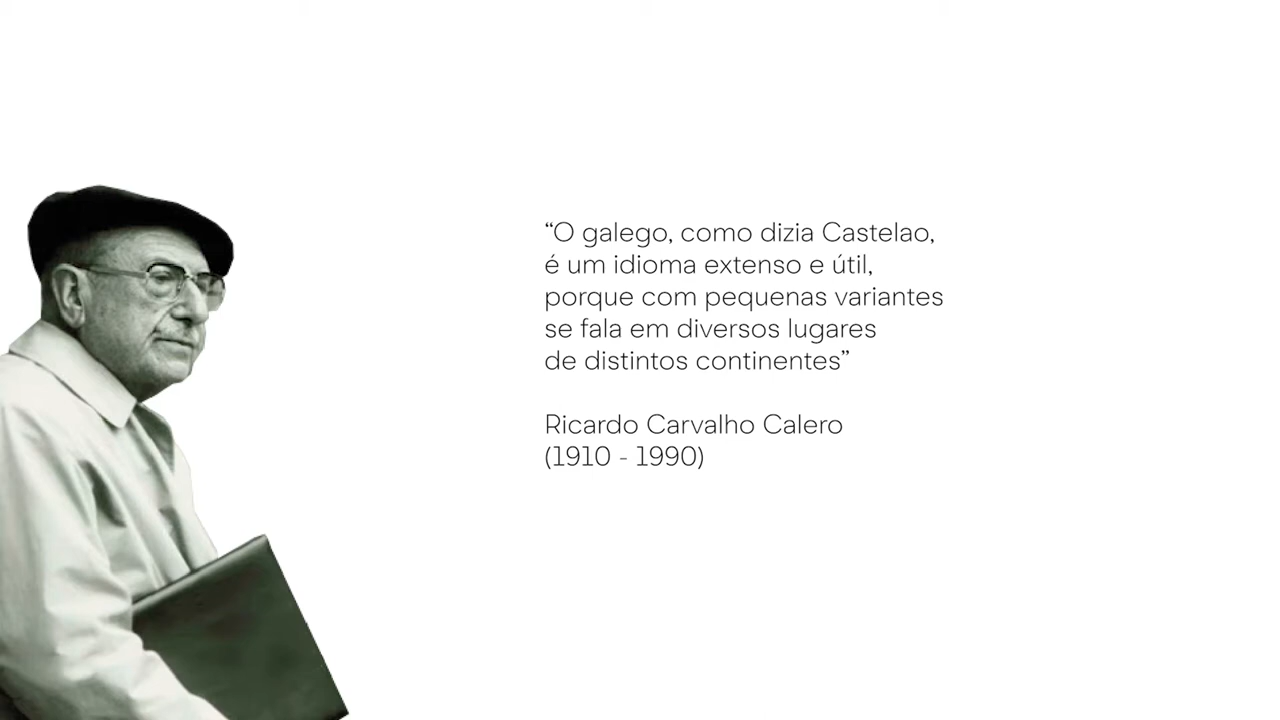 “O galego, como dizia Castelao,
é um idioma extenso e útil,
porque com pequenas variantes
se fala em diversos lugares
de distintos continentes”
Ricardo Carvalho Calero
(1910 - 1990)